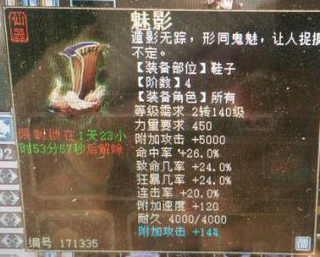 仙器
魅影
遁影无踪，形同鬼魅，让人捉摸
不定。
【装备部位】鞋子
【阶数】4
【装备角色】所有
等级需求 2转140级
力量要求 450
附加攻击 +5000
命中率 +26.0%
致命几率 +24.0%
狂暴几率 +24.0%
连击率 +20.0%
附加速度 +120
耐久 4000/4000
附加攻击 + 144
限制锁在1天23小
时53分57秒后解除
编号 171335